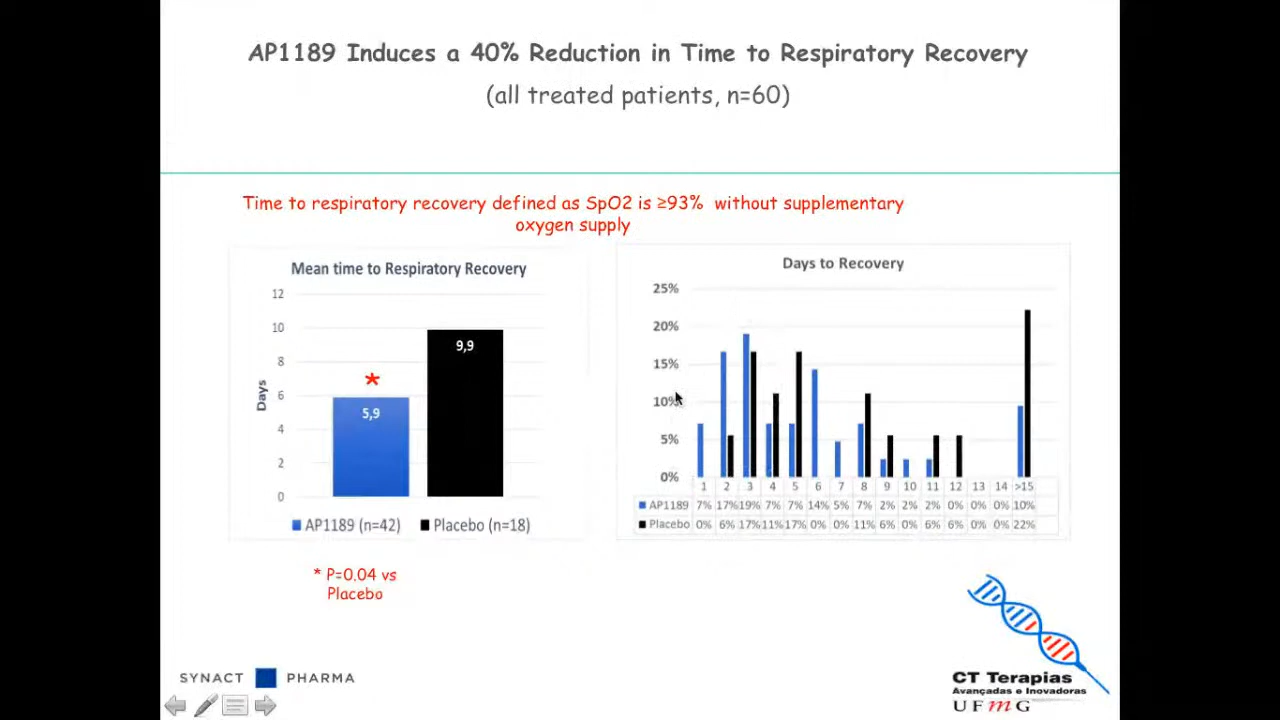 AP1189 Induces a 40% Reduction in Time to Respiratory Recovery
(all treated patients, n=60)
Time to respiratory recovery defined as SpO2 is ≥93% without supplementary
oxygen supply
Mean time to Respiratory Recovery
12
10
8
6
4
2
0
Days
*
5,9
9,9
AP1189 (n=42) Placebo (n=18)
* P=0.04 vs
Placebo
Days to Recovery
25%
20%
15%
10%
5%
0%
1 2 3 4 5 6 7 8 9 10 11 12 13 14 >15
AP1189 7% 17% 19% 7% 7% 14% 5% 7% 2% 2% 2% 0% 0% 0% 10%
Placebo 0% 6% 17% 11% 17% 0% 0% 11% 6% 0% 6% 6% 0% 0% 22%
SYNACT PHARMA
CT Terapias
Avançadas e Inovadoras
UFmG